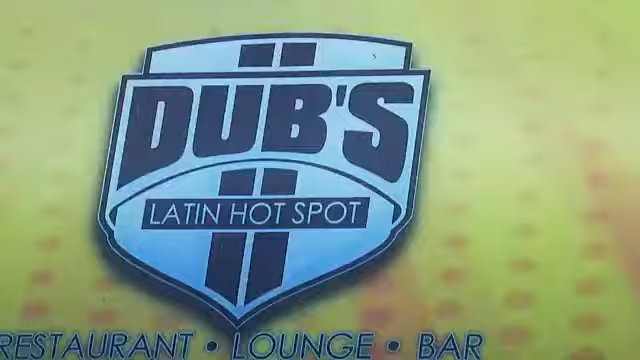 DUB'S
LATIN HOT SPOT
RESTAURANT • LOUNGE • BAR